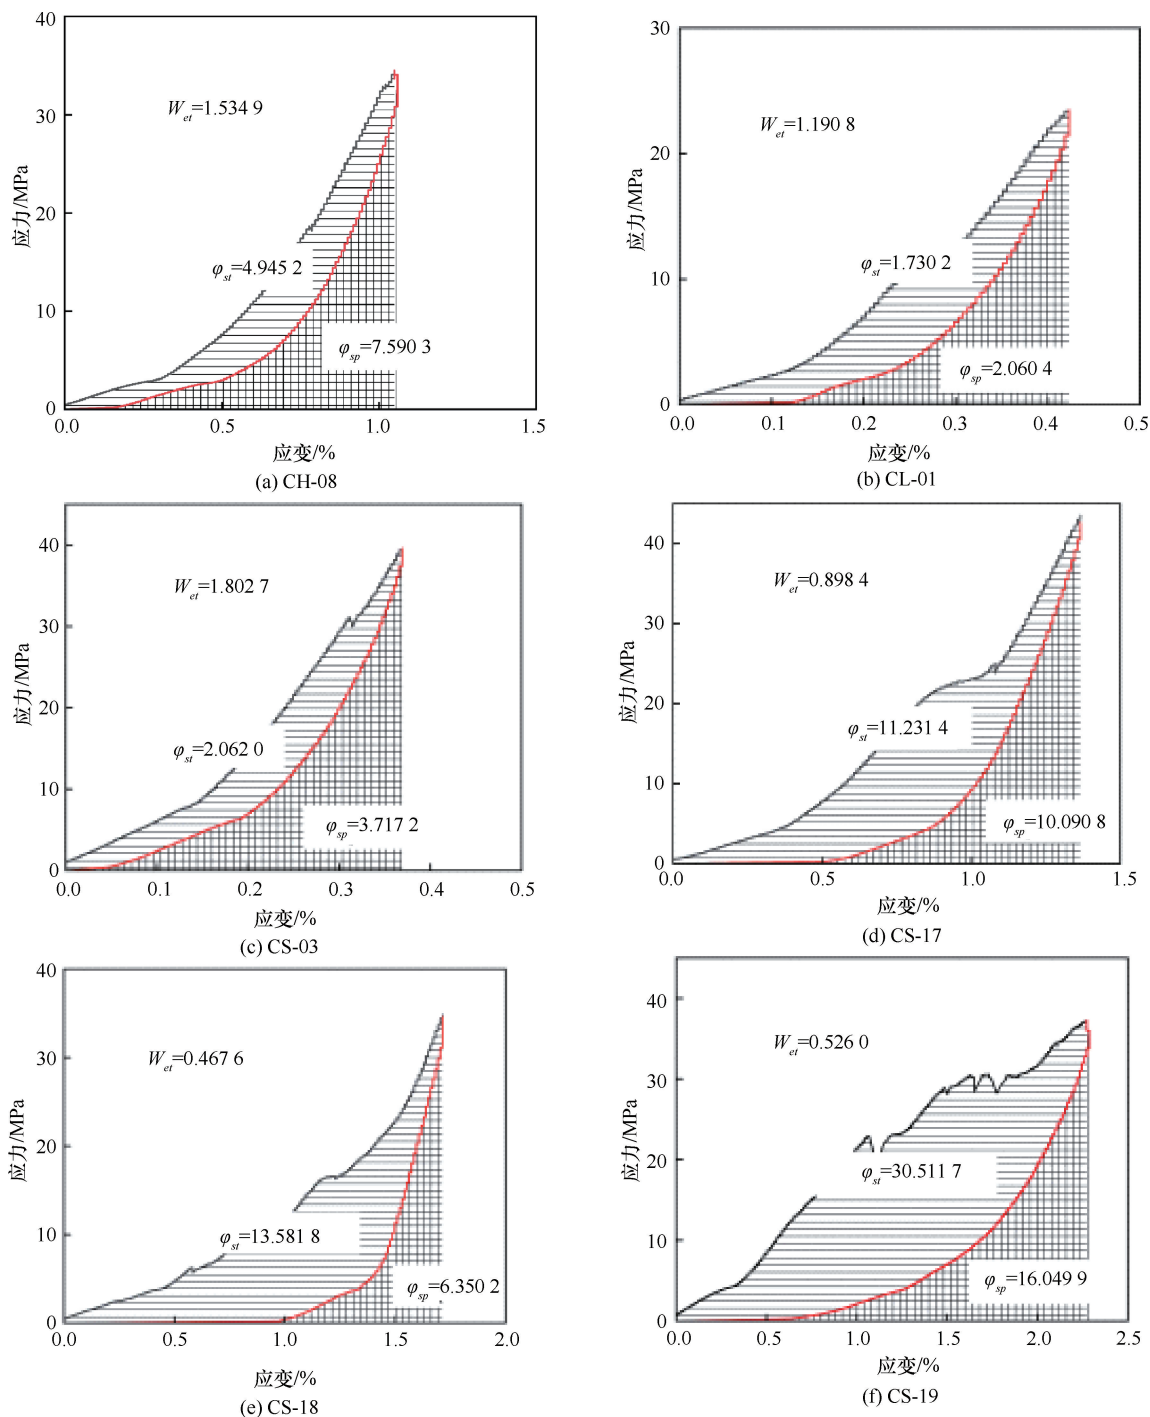 40
30
20
10
0
应力/MPa
W_et=1.534 9
φ_st=4.945 2
φ_sp=7.590 3
0.0 0.5 1.0 1.5
应变/%
(a) CH-08
30
20
10
0
应力/MPa
W_et=1.190 8
φ_st=1.730 2
φ_sp=2.060 4
0.0 0.1 0.2 0.3 0.4 0.5
应变/%
(b) CL-01
40
30
20
10
0
应力/MPa
W_et=1.802 7
φ_st=2.062 0
φ_sp=3.717 2
0.0 0.1 0.2 0.3 0.4 0.5
应变/%
(c) CS-03
40
30
20
10
0
应力/MPa
W_et=0.898 4
φ_st=11.231 4
φ_sp=10.090 8
0.0 0.5 1.0 1.5
应变/%
(d) CS-17
40
30
20
10
0
应力/MPa
W_et=0.467 6
φ_st=13.581 8
φ_sp=6.350 2
0.0 0.5 1.0 1.5 2.0
应变/%
(e) CS-18
40
30
20
10
0
应力/MPa
W_et=0.526 0
φ_st=30.511 7
φ_sp=16.049 9
0.0 0.5 1.0 1.5 2.0 2.5
应变/%
(f) CS-19